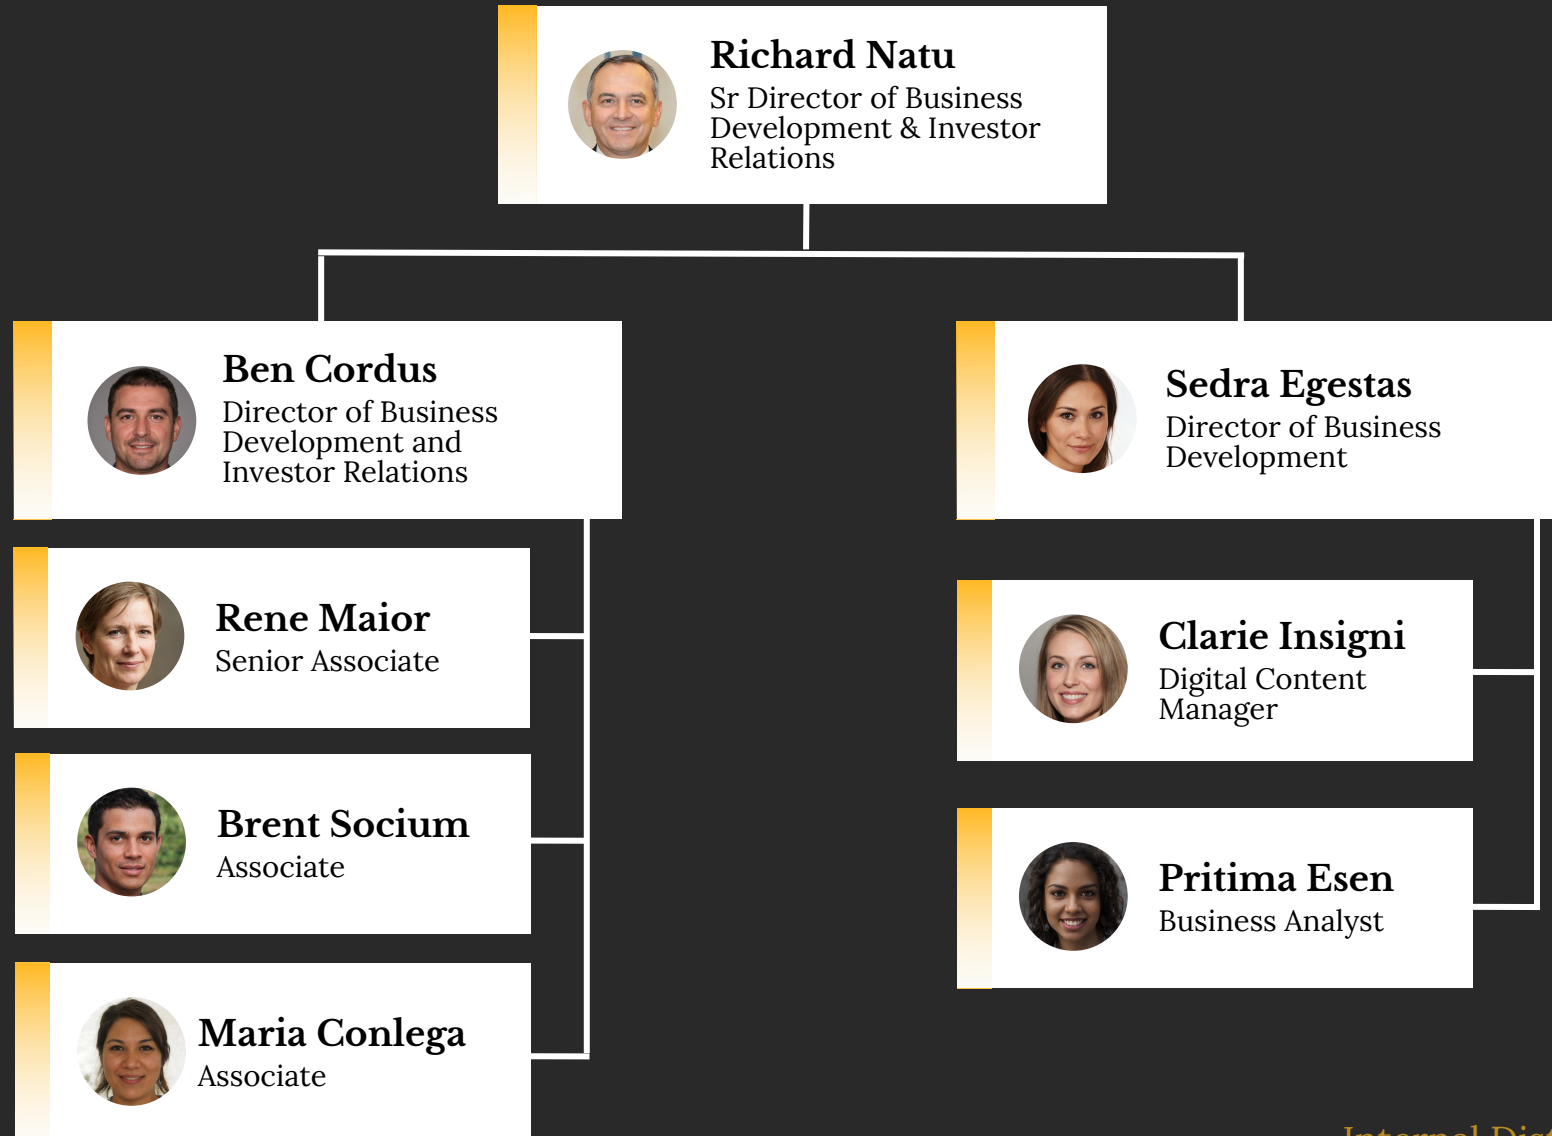 Richard Natu
Sr Director of Business
Development & Investor
Relations
Ben Cordus
Director of Business
Development and
Investor Relations
Sedra Egestas
Director of Business
Development
Rene Maior
Senior Associate
Clarie Insigni
Digital Content
Manager
Brent Socium
Associate
Pritima Esen
Business Analyst
Maria Conlega
Associate
Internal